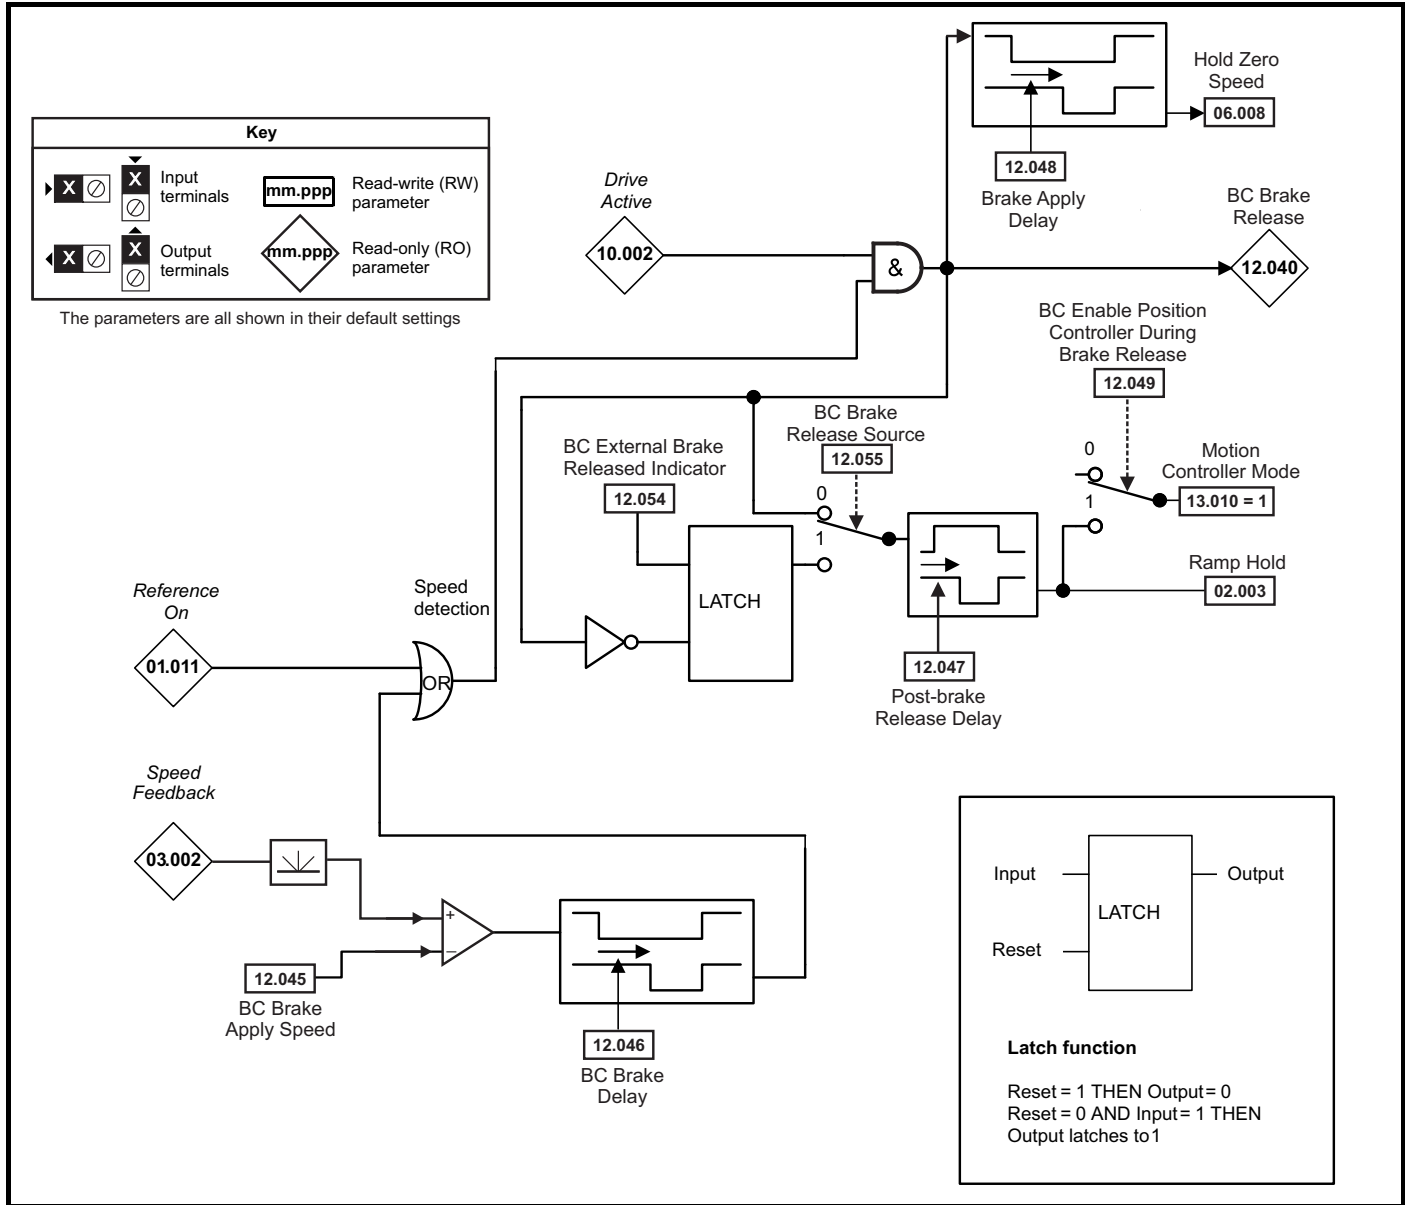 Key
X
X
Input
terminals
mm.ppp
Read-write (RW)
parameter
X
X
Output
terminals
mm.ppp
Read-only (RO)
parameter
The parameters are all shown in their default settings
Hold Zero
Speed
06.008
12.048
Brake Apply
Delay
Drive
Active
10.002
&
BC Brake
Release
12.040
BC Enable Position
Controller During
Brake Release
12.049
0
1
Motion
Controller Mode
13.010 = 1
BC Brake
Release Source
12.055
0
1
BC External Brake
Released Indicator
12.054
LATCH
Ramp Hold
02.003
12.047
Post-brake
Release Delay
Reference
On
01.011
Speed
detection
OR
Speed
Feedback
03.002
+
–
12.045
BC Brake
Apply Speed
12.046
BC Brake
Delay
Input
Output
LATCH
Reset
Latch function
Reset = 1 THEN Output = 0
Reset = 0 AND Input = 1 THEN
Output latches to 1